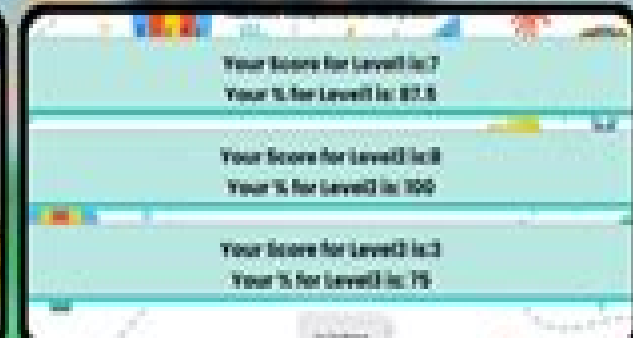 Your Score for Level1 is:7
Your % for Level1 is: 87.5
Your Score for Level2 is:8
Your % for Level2 is: 100
Your Score for Level3 is:3
Your % for Level3 is: 75